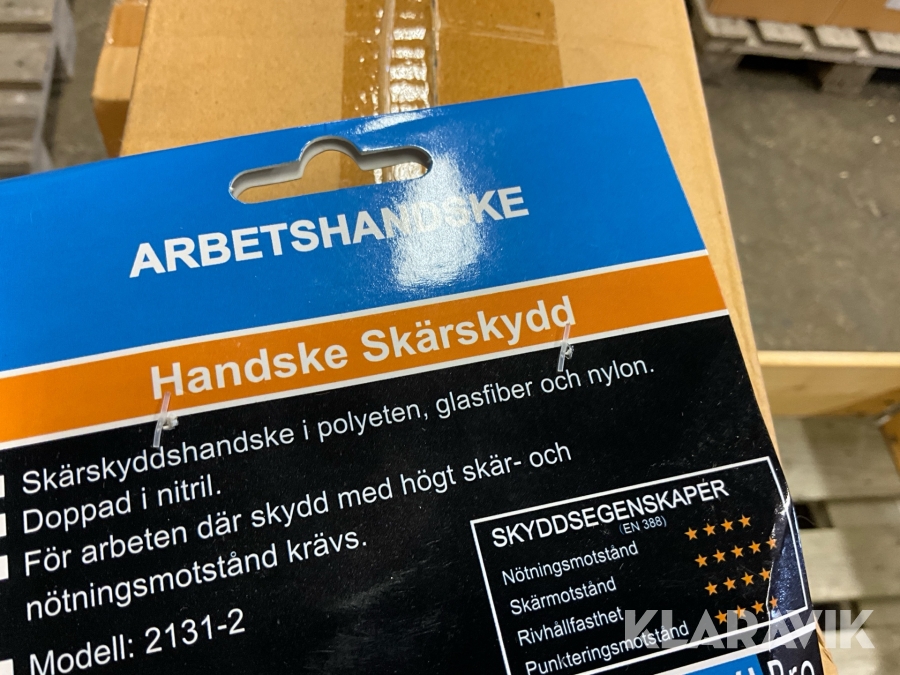 ARBETSHANDSKE
Handske Skärskydd
Skärskyddshandske i polyeten, glasfiber och nylon.
Doppad i nitril.
För arbeten där skydd med högt skär- och
nötningsmotstånd krävs.
Modell: 2131-2
SKYDDSEGENSKAPER
(EN 388)
Nötningsmotstånd
Skärmotstånd
Rivhållfasthet
Punkteringsmotstånd
KLARAVIK
Pro